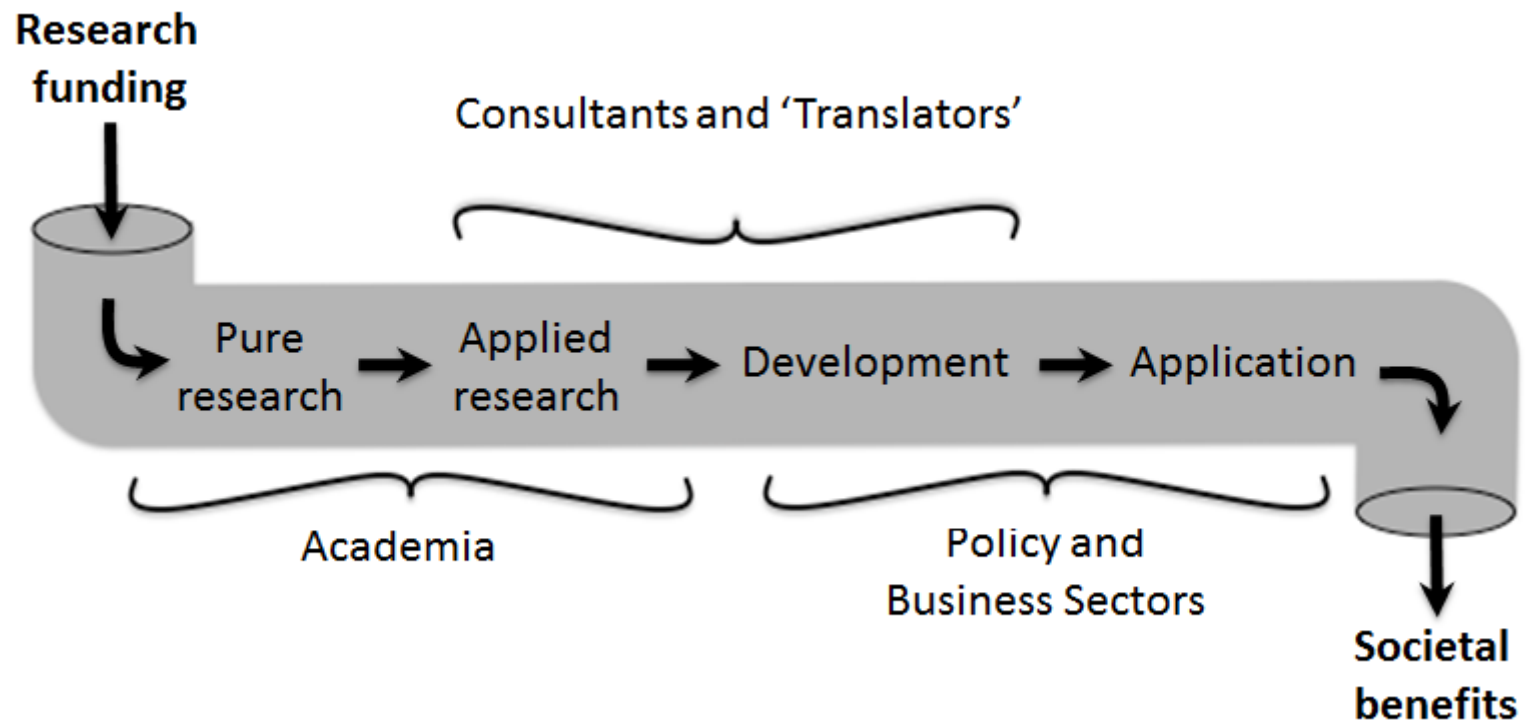 Research
funding
Consultants and ‘Translators’
Pure
research
Applied
research
Development
Application
Academia
Policy and
Business Sectors
Societal
benefits